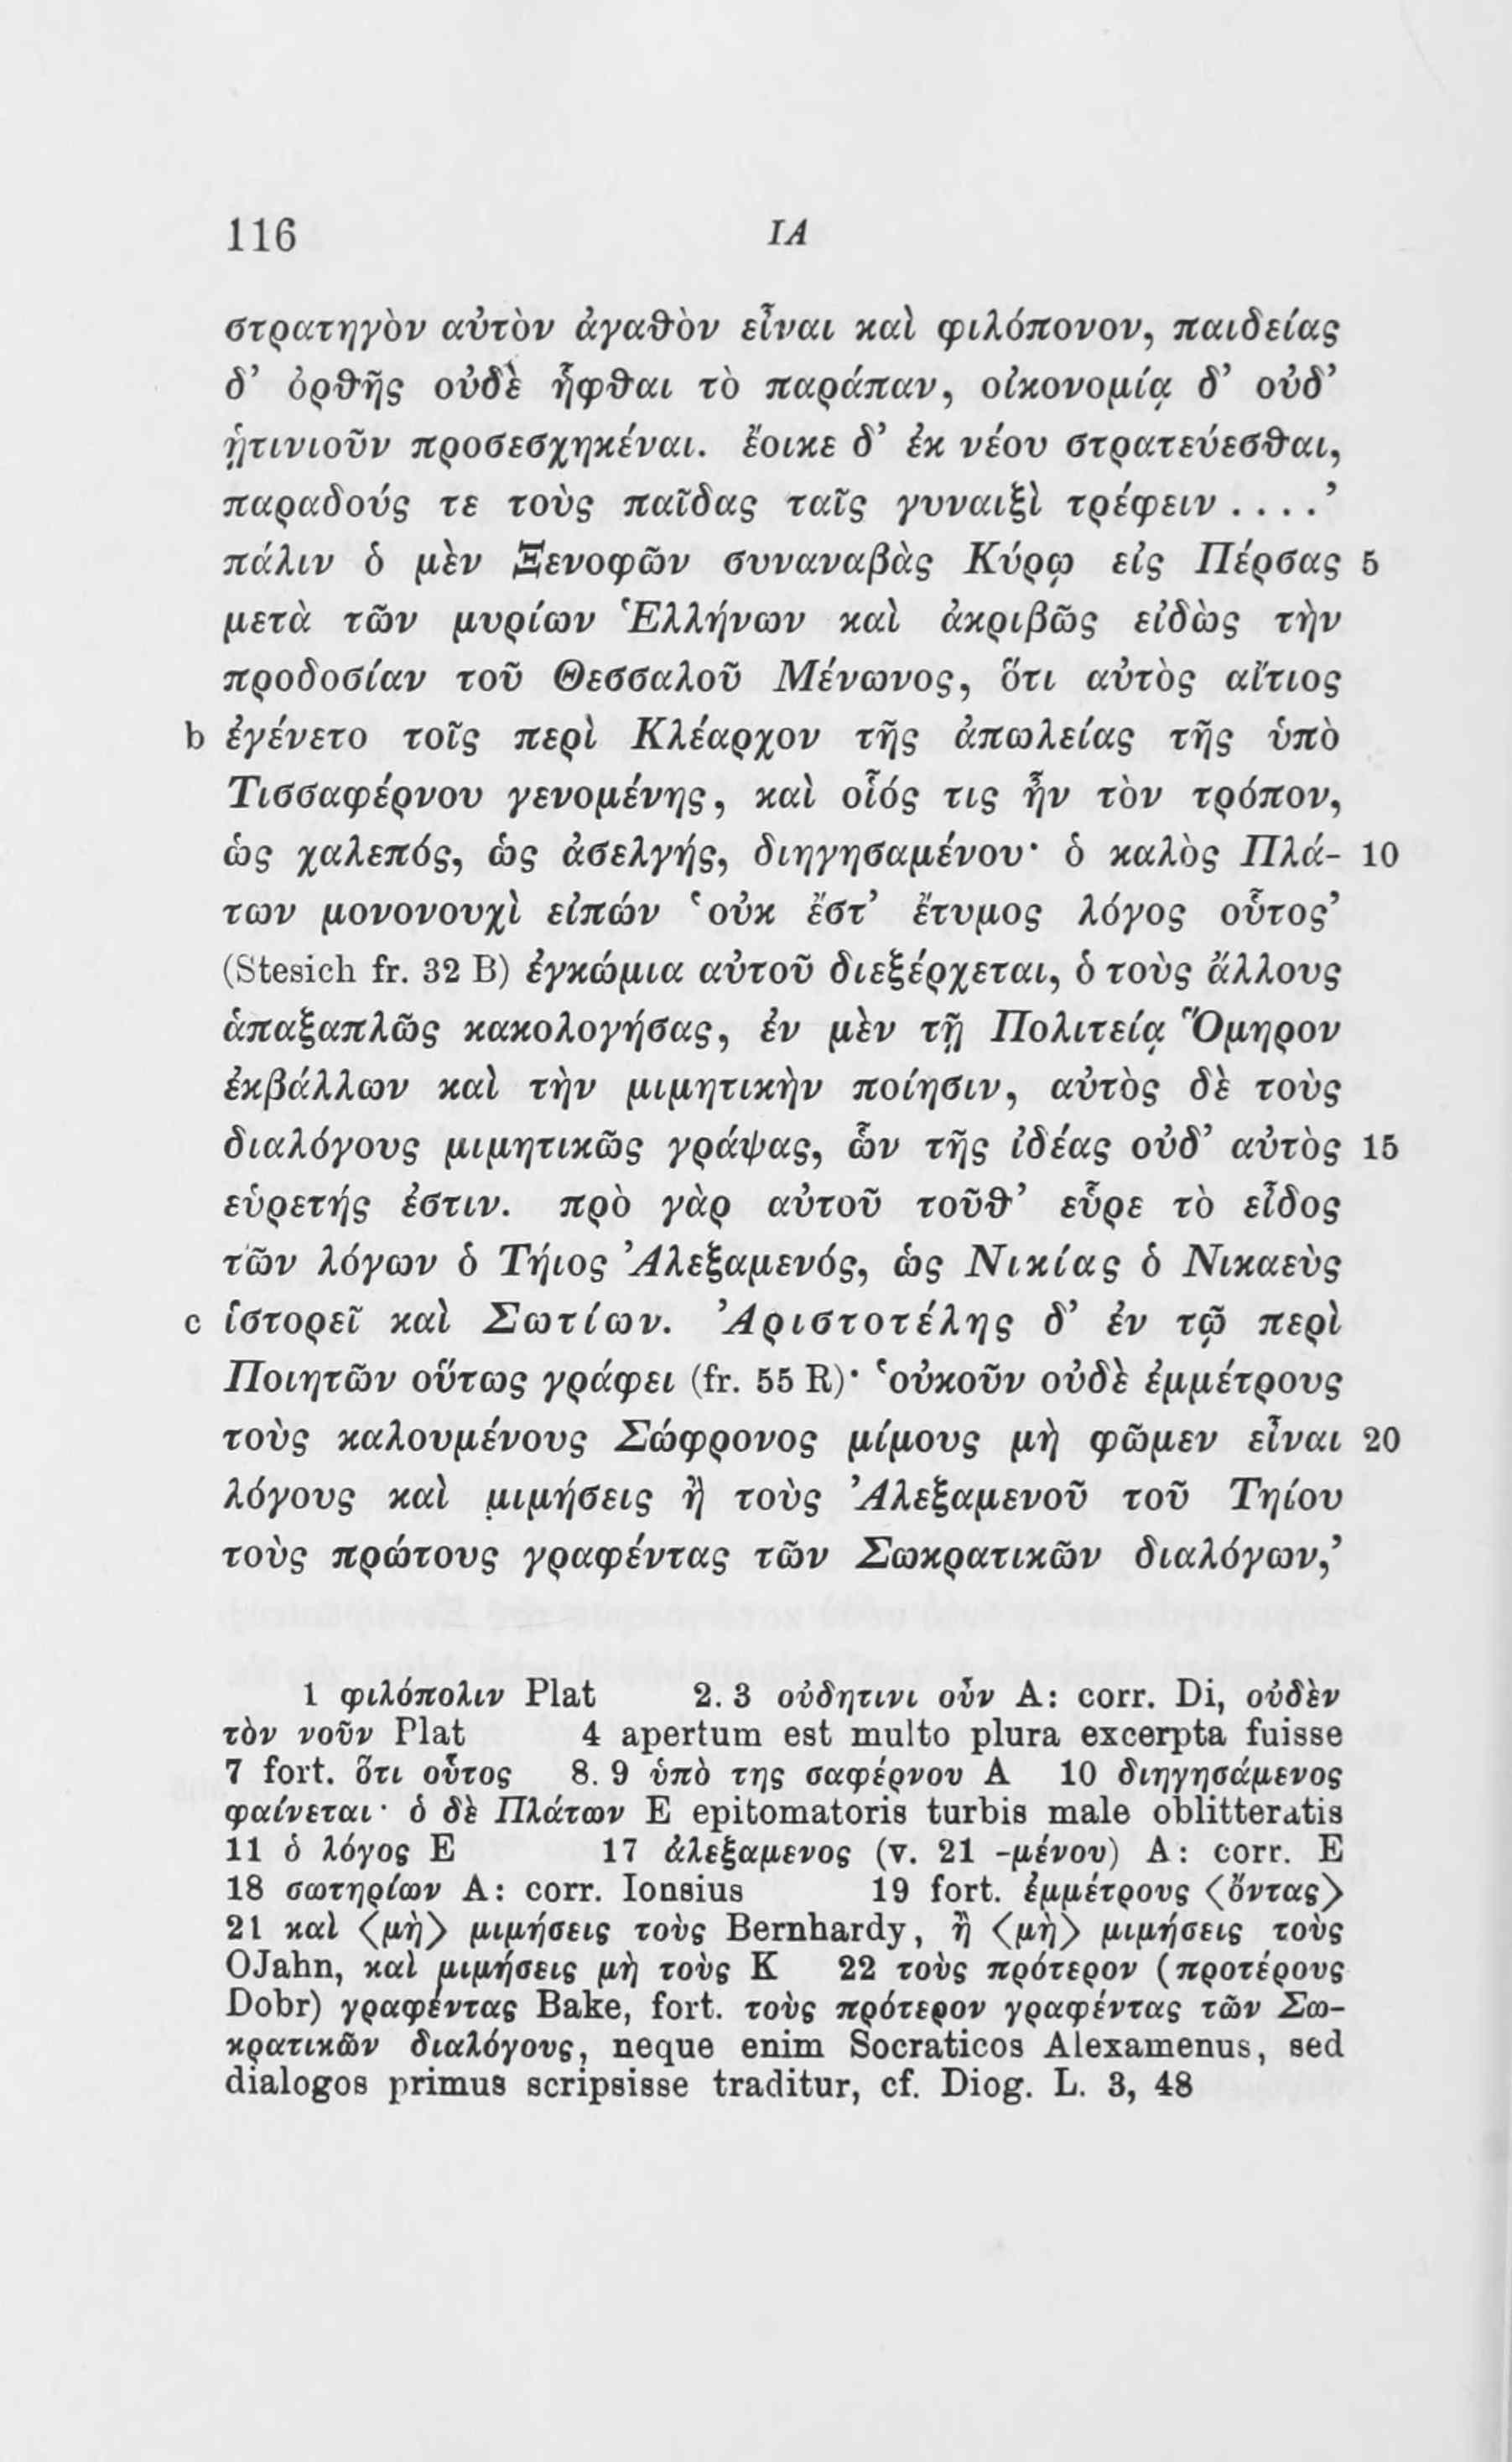 116 ΙΑ
στρατηγὸν αὐτὸν ἀγαθὸν εἶναι καὶ φιλόπονον, παιδείας
δ’ ὀρθῆς οὐδὲ ἧφθαι τὸ παράπαν, οἰκονομίᾳ δ’ οὐδ’
ᾑτινιοῦν προσεσχηκέναι. ἔοικε δ’ ἐκ νέου στρατεύεσθαι,
παραδούς τε τοὺς παῖδας ταῖς γυναιξὶ τρέφειν . . . .’
πάλιν ὁ μὲν Ξενοφῶν συναναβὰς Κύρῳ εἰς Πέρσας 5
μετὰ τῶν μυρίων Ἑλλήνων καὶ ἀκριβῶς εἰδὼς τὴν
προδοσίαν τοῦ Θεσσαλοῦ Μένωνος, ὅτι αὐτὸς αἴτιος
b ἐγένετο τοῖς περὶ Κλέαρχον τῆς ἀπωλείας τῆς ὑπὸ
Τισσαφέρνου γενομένης, καὶ οἷός τις ἦν τὸν τρόπον,
ὡς χαλεπός, ὡς ἀσελγής, διηγησαμένου· ὁ καλὸς Πλά- 10
των μονονουχὶ εἰπών ‘οὐκ ἔστ’ ἔτυμος λόγος οὗτος’
(Stesich fr. 32 B) ἐγκώμια αὐτοῦ διεξέρχεται, ὁ τοὺς ἄλλους
ἁπαξαπλῶς κακολογήσας, ἐν μὲν τῇ Πολιτείᾳ Ὅμηρον
ἐκβάλλων καὶ τὴν μιμητικὴν ποίησιν, αὐτὸς δὲ τοὺς
διαλόγους μιμητικῶς γράψας, ὧν τῆς ἰδέας οὐδ’ αὐτὸς 15
εὑρετής ἐστιν. πρὸ γὰρ αὐτοῦ τοῦθ’ εὗρε τὸ εἶδος
τῶν λόγων ὁ Τήιος Ἀλεξαμενός, ὡς Νικίας ὁ Νικαεὺς
c ἱστορεῖ καὶ Σωτίων. Ἀριστοτέλης δ’ ἐν τῷ περὶ
Ποιητῶν οὕτως γράφει (fr. 55 R)· ‘οὐκοῦν οὐδὲ ἐμμέτρους
τοὺς καλουμένους Σώφρονος μίμους μὴ φῶμεν εἶναι 20
λόγους καὶ μιμήσεις ἢ τοὺς Ἀλεξαμενοῦ τοῦ Τηίου
τοὺς πρώτους γραφέντας τῶν Σωκρατικῶν διαλόγων,’
1 φιλόπολιν Plat 2. 3 οὐδητινι οὖν A: corr. Di, οὐδὲν
τὸν νοῦν Plat 4 apertum est multo plura excerpta fuisse
7 fort. ὅτι οὗτος 8. 9 ὑπὸ της σαφέρνου A 10 διηγησάμενος
φαίνεται· ὁ δὲ Πλάτων E epitomatoris turbis male oblitteratis
11 ὁ λόγος E 17 ἀλεξαμενος (v. 21 -μένου) A: corr. E
18 σωτηρίων A: corr. Ionsius 19 fort. ἐμμέτρους ⟨ὄντας⟩
21 καὶ ⟨μὴ⟩ μιμήσεις τοὺς Bernhardy, ἢ ⟨μὴ⟩ μιμήσεις τοὺς
OJahn, καὶ μιμήσεις μὴ τοὺς K 22 τοὺς πρότερον (προτέρους
Dobr) γραφέντας Bake, fort. τοὺς πρότερον γραφέντας τῶν Σω-
κρατικῶν διαλόγους, neque enim Socraticos Alexamenus, sed
dialogos primus scripsisse traditur, cf. Diog. L. 3, 48